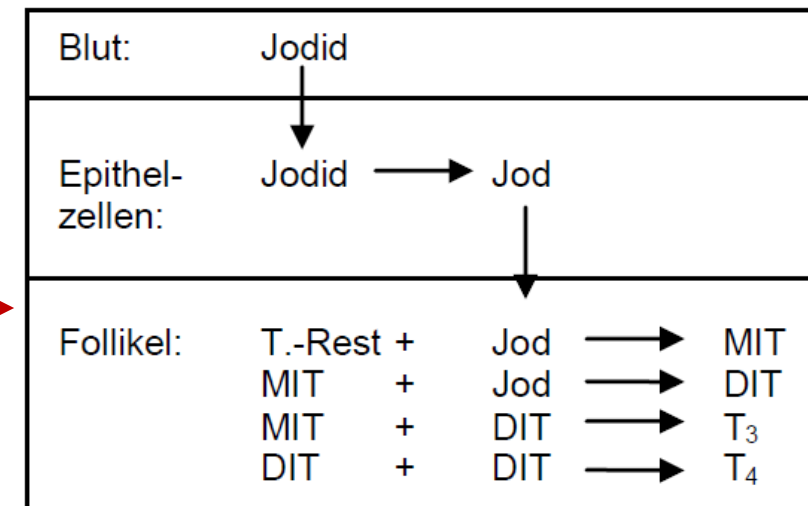 Blut: Jodid
Epithel- Jodid Jod
zellen:
Follikel: T.-Rest + Jod MIT
MIT + Jod DIT
MIT + DIT T₃
DIT + DIT T₄